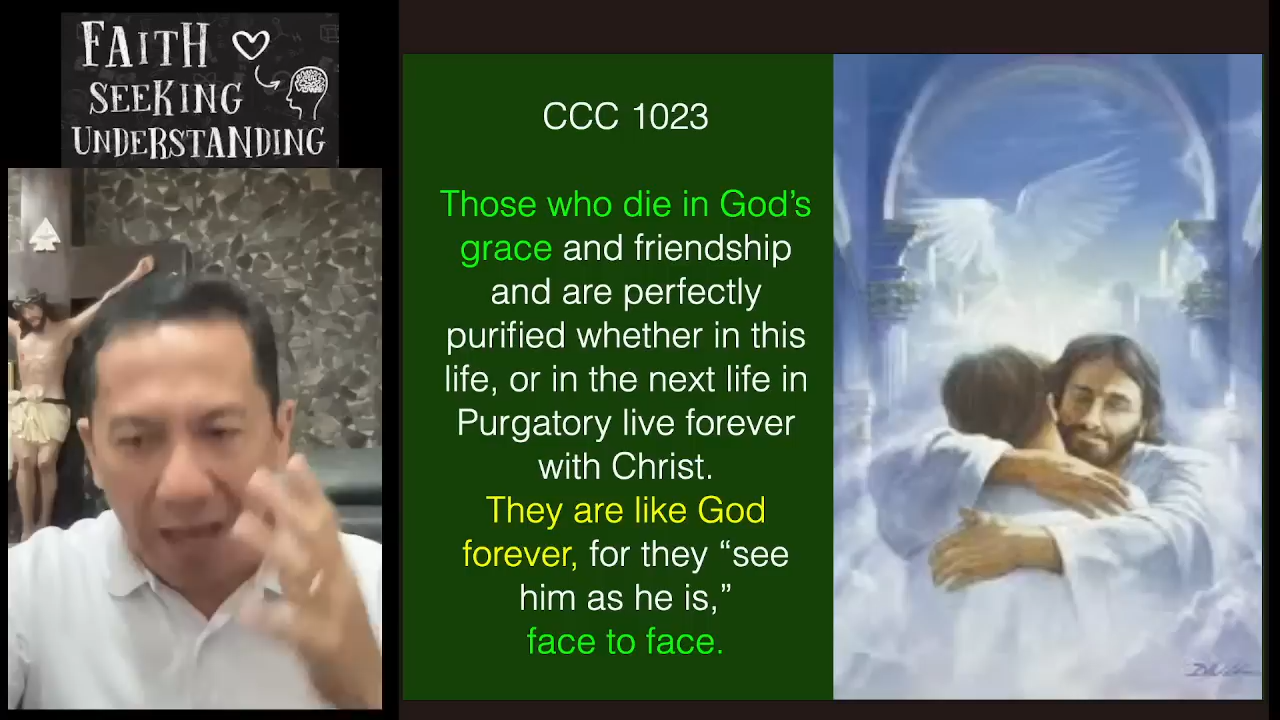 FAITH
SEEKING
UNDERSTANDING
CCC 1023
Those who die in God’s
grace and friendship
and are perfectly
purified whether in this
life, or in the next life in
Purgatory live forever
with Christ.
They are like God
forever, for they “see
him as he is,”
face to face.